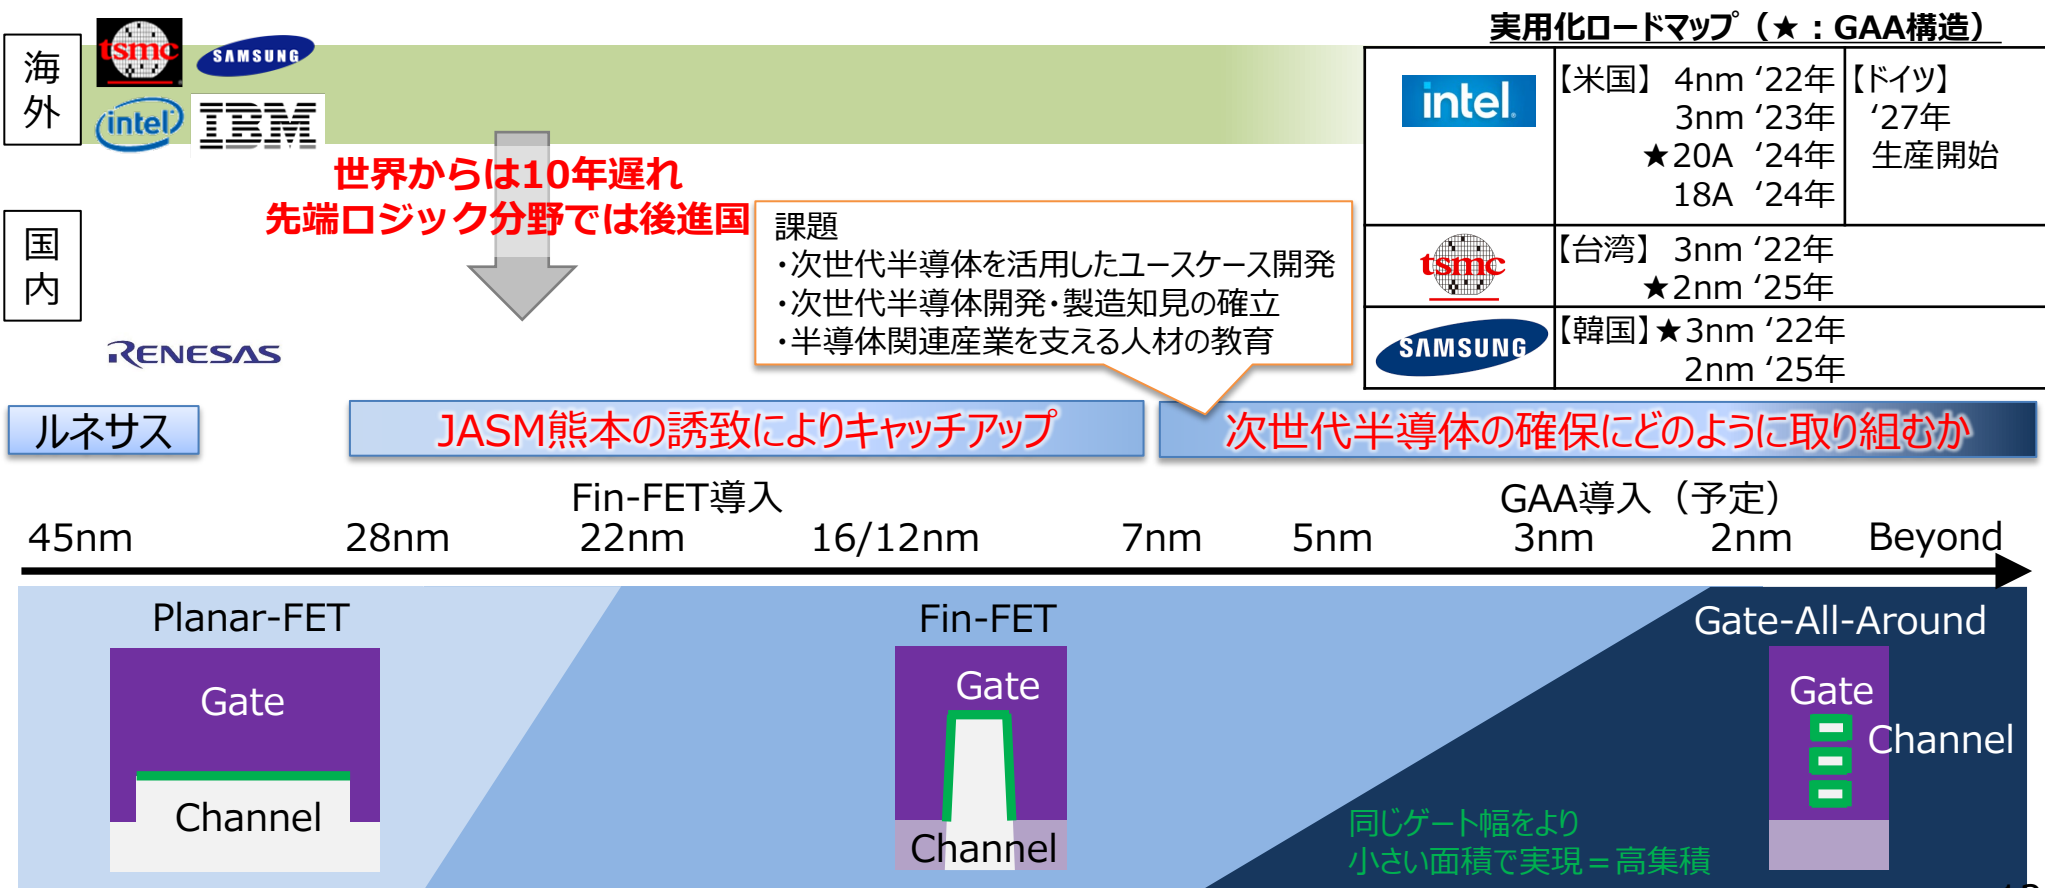 実用化ロードマップ（★：GAA構造）
海外
tsmc
SAMSUNG
intel
IBM
世界からは10年遅れ
先端ロジック分野では後進国
国内
RENESAS
課題
・次世代半導体を活用したユースケース開発
・次世代半導体開発・製造知見の確立
・半導体関連産業を支える人材の教育
intel.
【米国】 4nm ‘22年
3nm ‘23年
★20A ‘24年
18A ‘24年
【ドイツ】
‘27年
生産開始
tsmc
【台湾】 3nm ‘22年
★2nm ‘25年
SAMSUNG
【韓国】★3nm ‘22年
2nm ‘25年
ルネサス
JASM熊本の誘致によりキャッチアップ
次世代半導体の確保にどのように取り組むか
Fin-FET導入
GAA導入（予定）
45nm 28nm 22nm 16/12nm 7nm 5nm 3nm 2nm Beyond
Planar-FET
Gate
Channel
Fin-FET
Gate
Channel
Gate-All-Around
Gate
Channel
同じゲート幅をより
小さい面積で実現＝高集積